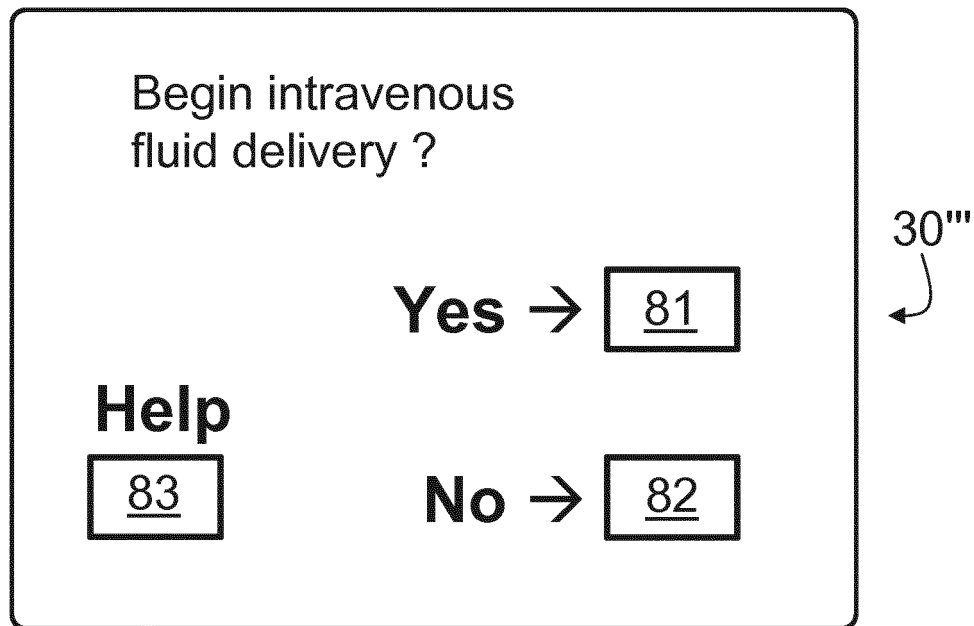 Begin intravenous
fluid delivery ?
30'''
Yes → 81
Help
83
No → 82